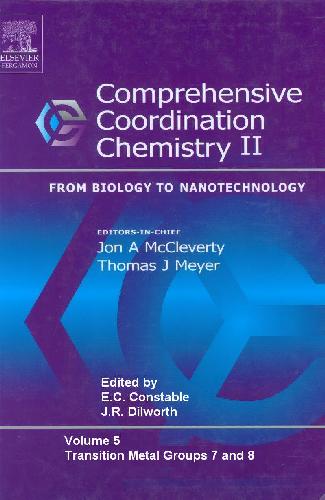 ELSEVIER
PERGAMON
Comprehensive
Coordination
Chemistry II
FROM BIOLOGY TO NANOTECHNOLOGY
EDITORS-IN-CHIEF
Jon A McCleverty
Thomas J Meyer
Edited by
E.C. Constable
J.R. Dilworth
Volume 5
Transition Metal Groups 7 and 8